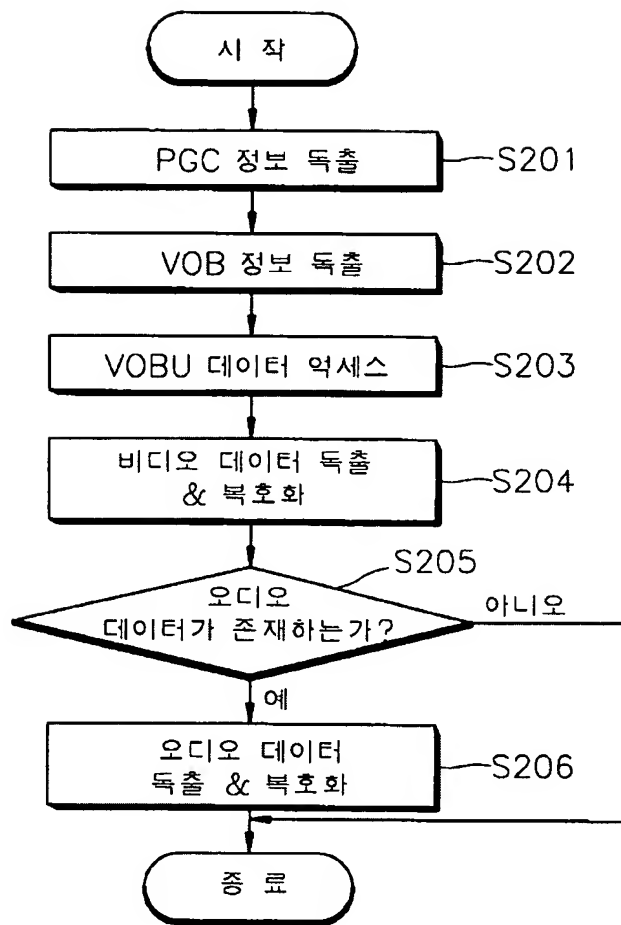 시 작
PGC 정보 독출
S201
VOB 정보 독출
S202
VOBU 데이터 억세스
S203
비디오 데이터 독출
& 복호화
S204
S205
오디오
데이터가 존재하는가?
아니오
예
오디오 데이터
독출 & 복호화
S206
종 료